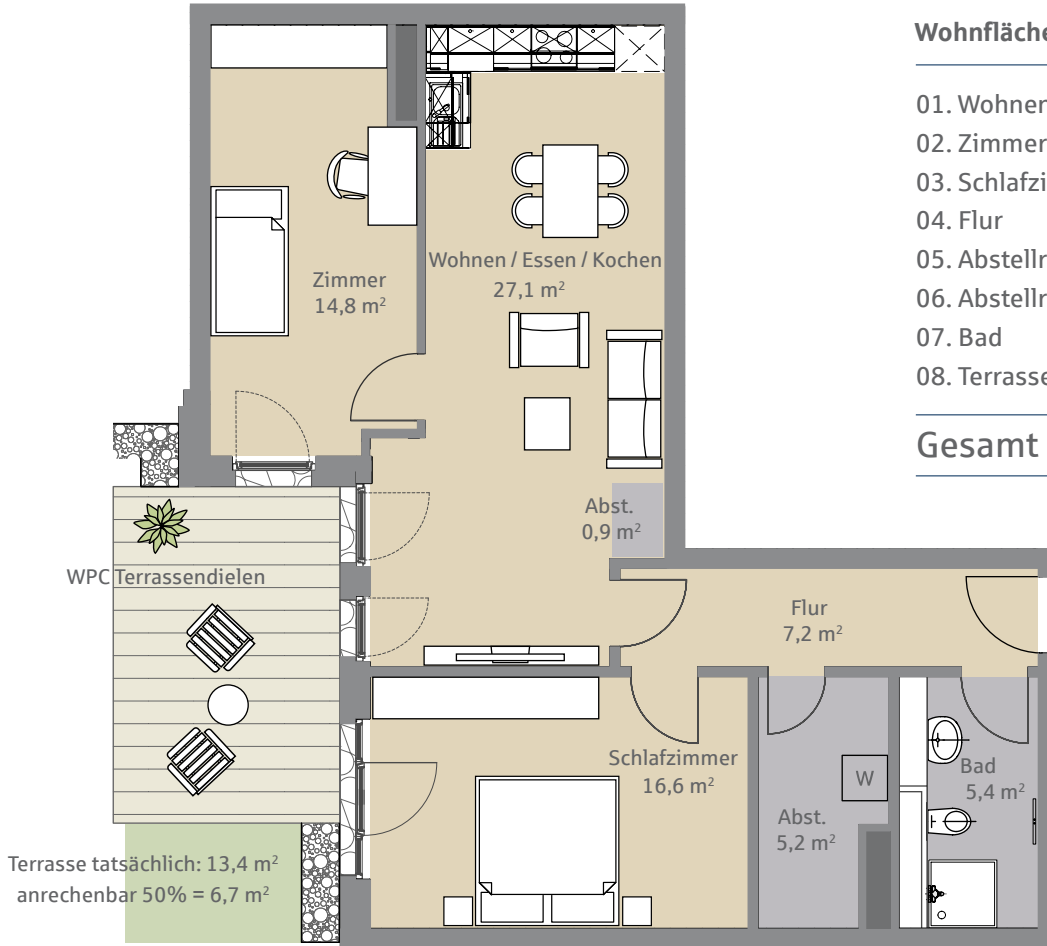 Wohnfläche
01. Wohnen
02. Zimmer
03. Schlafzi
04. Flur
05. Abstellr
06. Abstellr
07. Bad
08. Terrasse
Gesamt
Zimmer
14,8 m²
Wohnen / Essen / Kochen
27,1 m²
Abst.
0,9 m²
WPC Terrassendielen
Flur
7,2 m²
Schlafzimmer
16,6 m²
W
Abst.
5,2 m²
Bad
5,4 m²
Terrasse tatsächlich: 13,4 m²
anrechenbar 50% = 6,7 m²